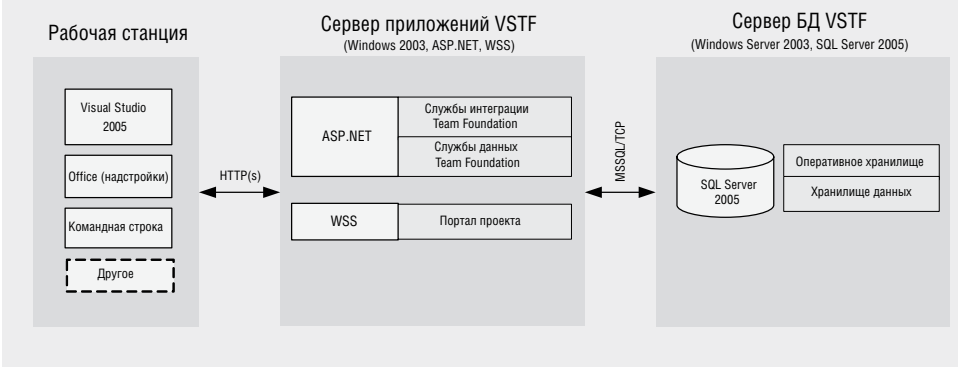 Рабочая станция
Visual Studio
2005
Office (надстройки)
Командная строка
Другое
HTTP(s)
Сервер приложений VSTF
(Windows 2003, ASP.NET, WSS)
ASP.NET
Службы интеграции
Team Foundation
Службы данных
Team Foundation
WSS
Портал проекта
MSSQL/TCP
Сервер БД VSTF
(Windows Server 2003, SQL Server 2005)
SQL Server
2005
Оперативное хранилище
Хранилище данных